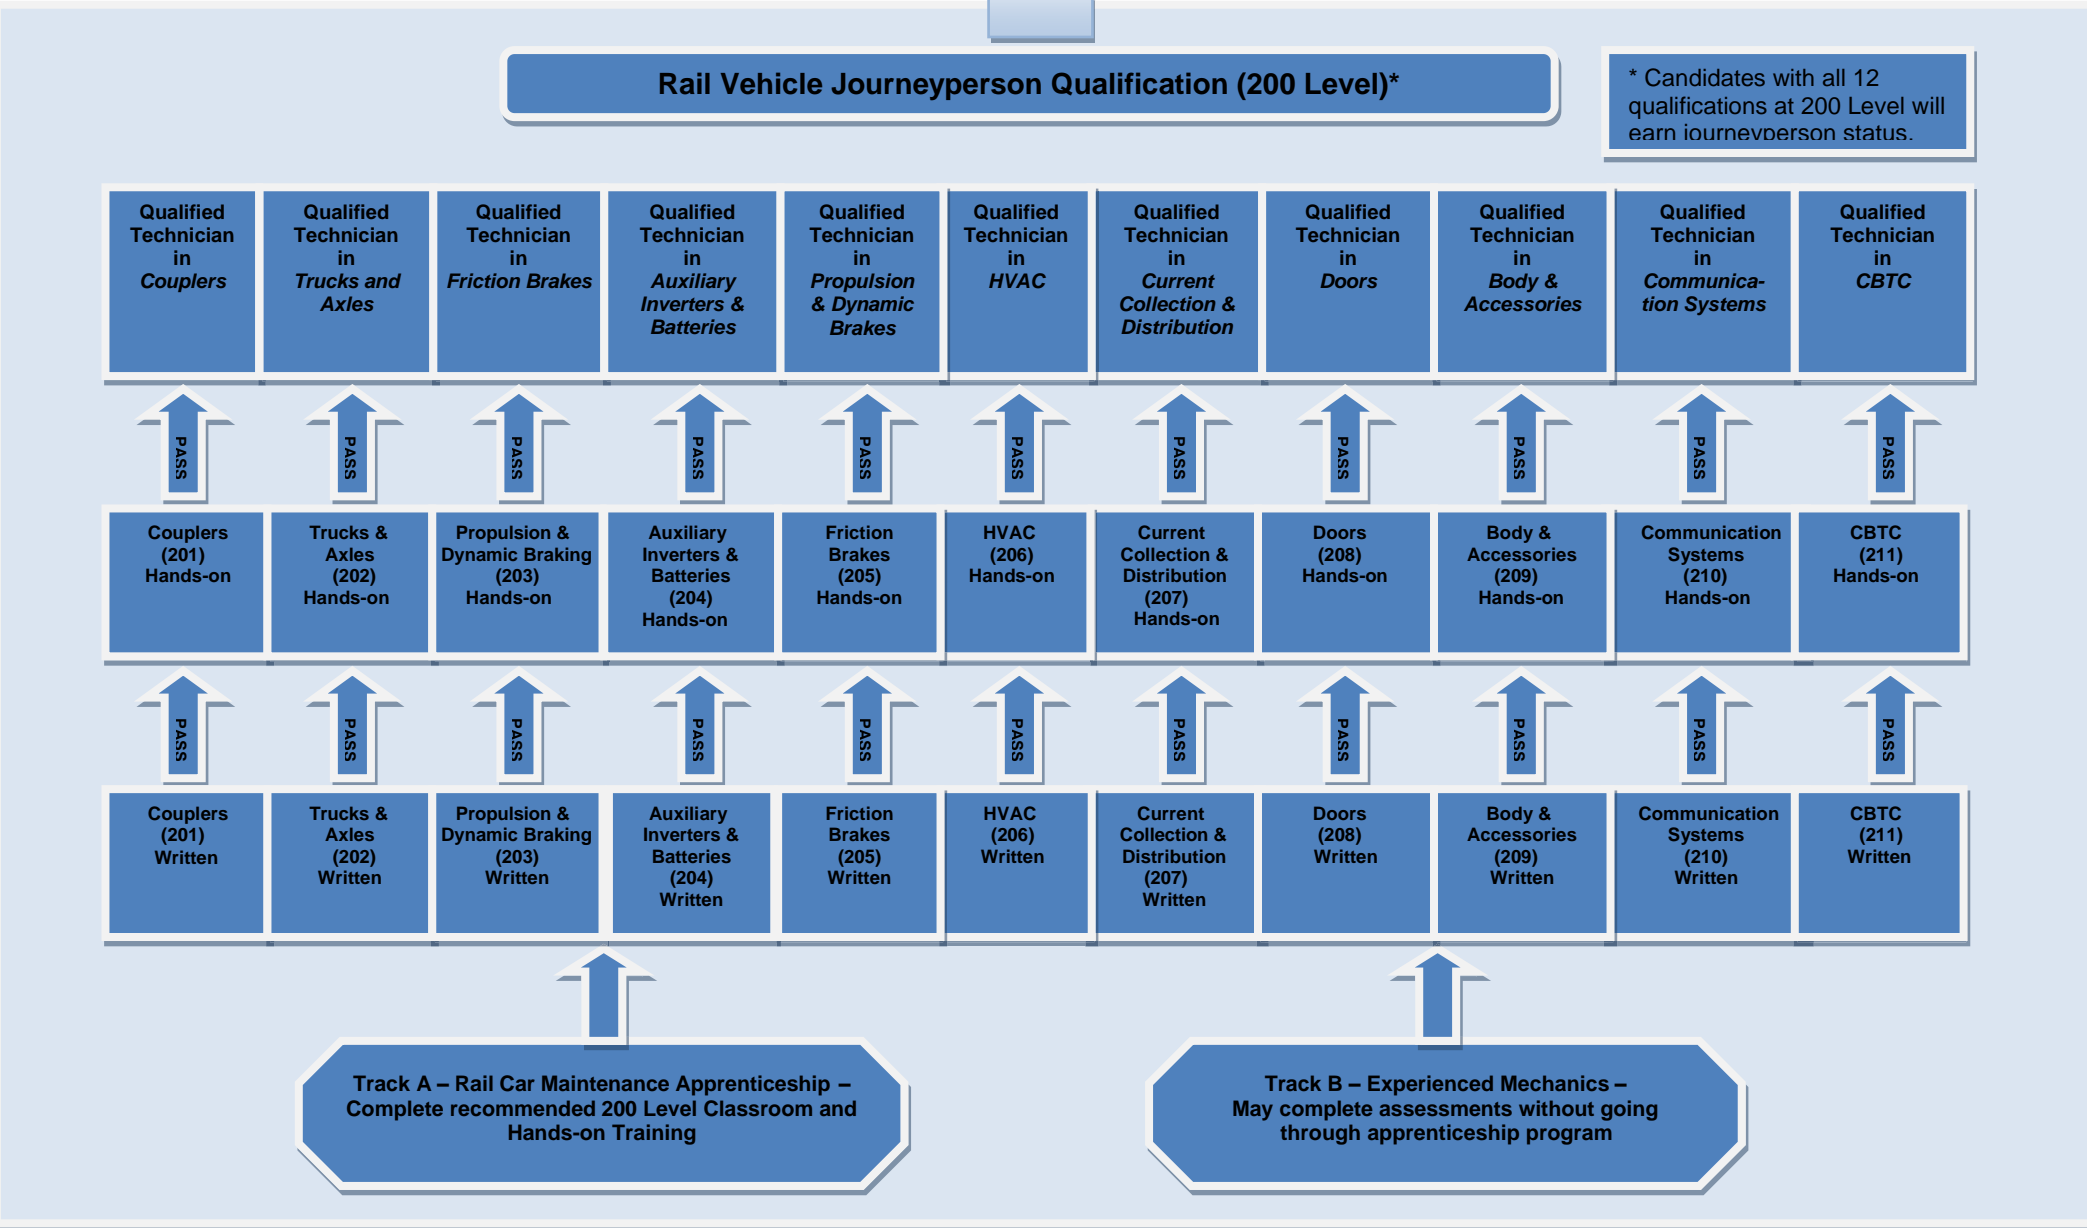 Rail Vehicle Journeyperson Qualification (200 Level)*
* Candidates with all 12
qualifications at 200 Level will
earn journeyperson status.
Qualified
Technician
in
Couplers
Qualified
Technician
in
Trucks and
Axles
Qualified
Technician
in
Friction Brakes
Qualified
Technician
in
Auxiliary
Inverters &
Batteries
Qualified
Technician
in
Propulsion
& Dynamic
Brakes
Qualified
Technician
in
HVAC
Qualified
Technician
in
Current
Collection &
Distribution
Qualified
Technician
in
Doors
Qualified
Technician
in
Body &
Accessories
Qualified
Technician
in
Communica-
tion Systems
Qualified
Technician
in
CBTC
PASS
PASS
PASS
PASS
PASS
PASS
PASS
PASS
PASS
PASS
PASS
Couplers
(201)
Hands-on
Trucks &
Axles
(202)
Hands-on
Propulsion &
Dynamic Braking
(203)
Hands-on
Auxiliary
Inverters &
Batteries
(204)
Hands-on
Friction
Brakes
(205)
Hands-on
HVAC
(206)
Hands-on
Current
Collection &
Distribution
(207)
Hands-on
Doors
(208)
Hands-on
Body &
Accessories
(209)
Hands-on
Communication
Systems
(210)
Hands-on
CBTC
(211)
Hands-on
PASS
PASS
PASS
PASS
PASS
PASS
PASS
PASS
PASS
PASS
PASS
Couplers
(201)
Written
Trucks &
Axles
(202)
Written
Propulsion &
Dynamic Braking
(203)
Written
Auxiliary
Inverters &
Batteries
(204)
Written
Friction
Brakes
(205)
Written
HVAC
(206)
Written
Current
Collection &
Distribution
(207)
Written
Doors
(208)
Written
Body &
Accessories
(209)
Written
Communication
Systems
(210)
Written
CBTC
(211)
Written
Track A – Rail Car Maintenance Apprenticeship –
Complete recommended 200 Level Classroom and
Hands-on Training
Track B – Experienced Mechanics –
May complete assessments without going
through apprenticeship program